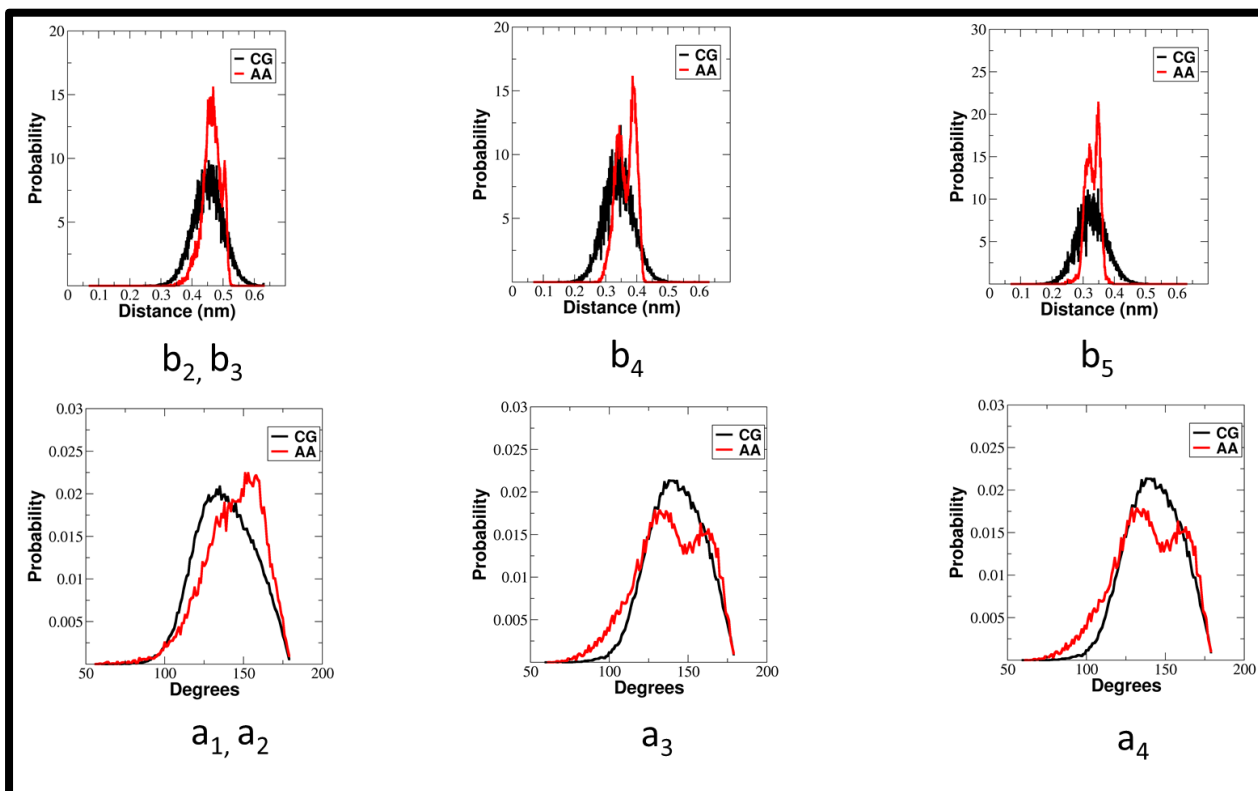 20
15
10
5
Probability
CG
AA
0 0.1 0.2 0.3 0.4 0.5 0.6
Distance (nm)
b2, b3
20
15
10
5
Probability
CG
AA
0 0.1 0.2 0.3 0.4 0.5 0.6
Distance (nm)
b4
30
25
20
15
10
5
Probability
CG
AA
0 0.1 0.2 0.3 0.4 0.5 0.6
Distance (nm)
b5
0.03
0.025
0.02
0.015
0.01
0.005
Probability
CG
AA
50 100 150 200
Degrees
a1, a2
0.03
0.025
0.02
0.015
0.01
0.005
Probability
CG
AA
50 100 150 200
Degrees
a3
0.03
0.025
0.02
0.015
0.01
0.005
Probability
CG
AA
50 100 150 200
Degrees
a4